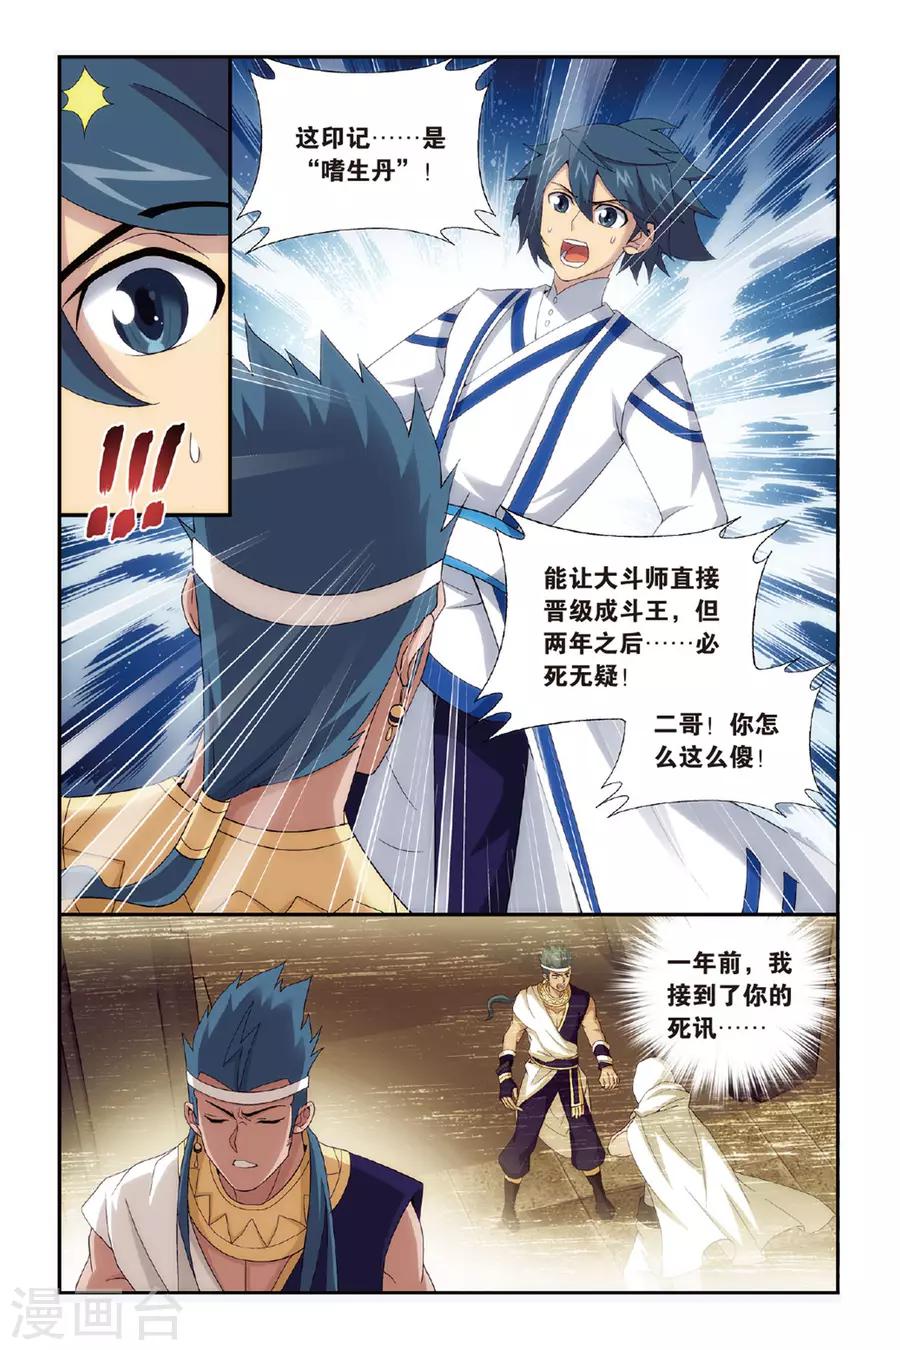 这印记……是
“嗜生丹”！
能让大斗师直接
晋级成斗王，但
两年之后……必
死无疑！
二哥！你怎
么这么傻！
一年前，我
接到了你的
死讯……
!!!
漫画台